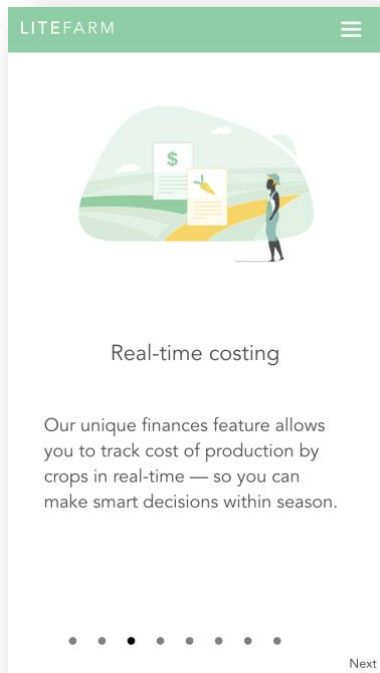 LITEFARM
$
Real-time costing
Our unique finances feature allows
you to track cost of production by
crops in real-time — so you can
make smart decisions within season.
Next